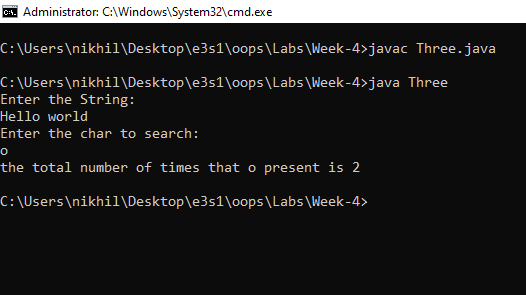 Administrator: C:\Windows\System32\cmd.exe
C:\Users\nikhil\Desktop\e3s1\oops\Labs\Week-4>javac Three.java
C:\Users\nikhil\Desktop\e3s1\oops\Labs\Week-4>java Three
Enter the String:
Hello world
Enter the char to search:
o
the total number of times that o present is 2
C:\Users\nikhil\Desktop\e3s1\oops\Labs\Week-4>